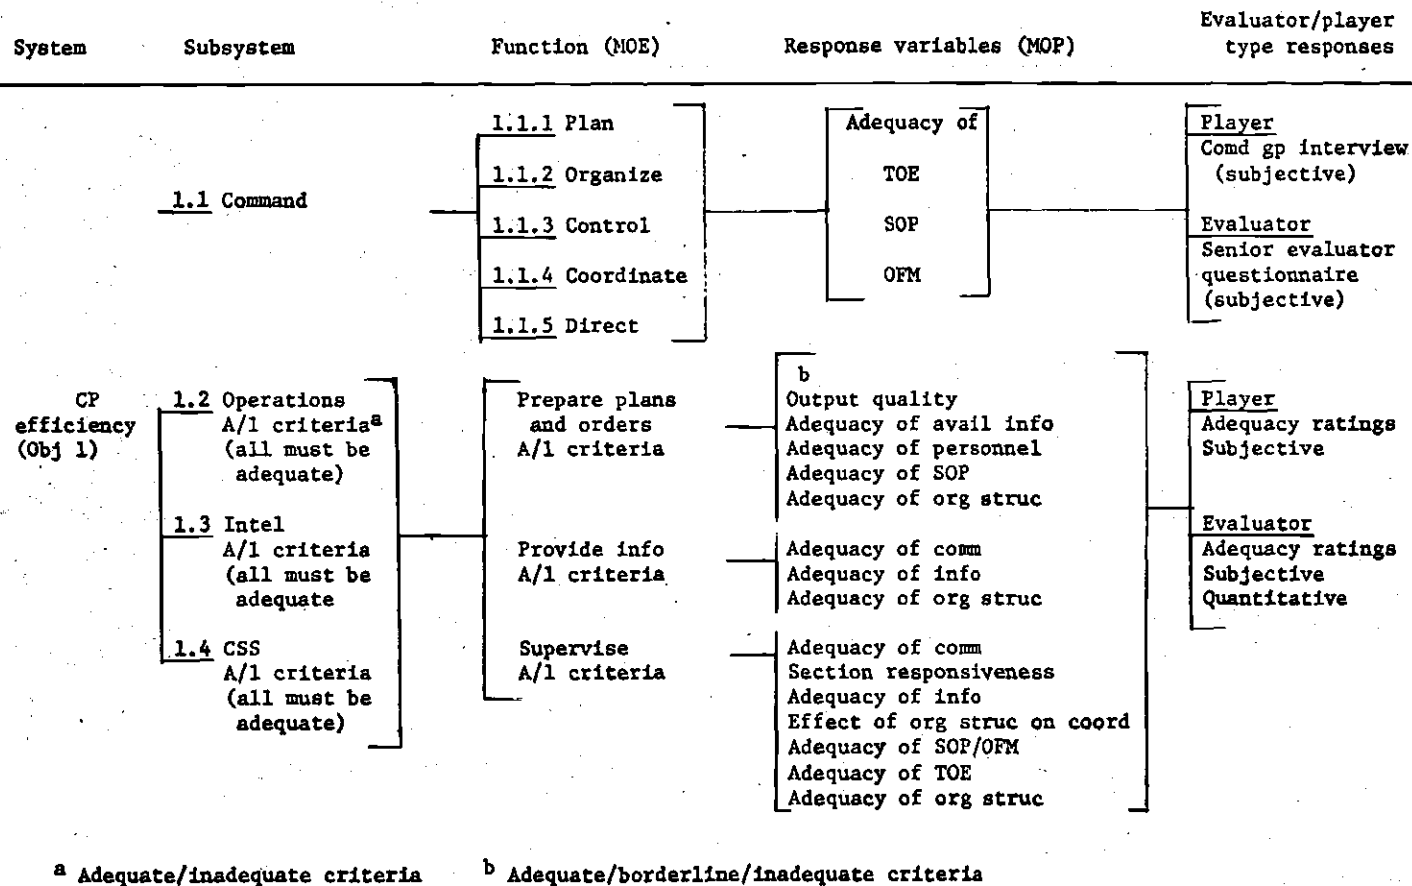 System Subsystem Function (MOE) Response variables (MOP) Evaluator/player type responses
1.1 Command
1.1.1 Plan
1.1.2 Organize
1.1.3 Control
1.1.4 Coordinate
1.1.5 Direct
Adequacy of
TOE
SOP
OFM
Player
Comd gp interview
(subjective)
Evaluator
Senior evaluator
questionnaire
(subjective)
CP
efficiency
(Obj 1)
1.2 Operations
A/1 criteria a
(all must be
adequate)
1.3 Intel
A/1 criteria
(all must be
adequate
1.4 CSS
A/1 criteria
(all must be
adequate)
Prepare plans
and orders
A/1 criteria
Provide info
A/1 criteria
Supervise
A/1 criteria
b
Output quality
Adequacy of avail info
Adequacy of personnel
Adequacy of SOP
Adequacy of org struc
Adequacy of comm
Adequacy of info
Adequacy of org struc
Adequacy of comm
Section responsiveness
Adequacy of info
Effect of org struc on coord
Adequacy of SOP/OFM
Adequacy of TOE
Adequacy of org struc
Player
Adequacy ratings
Subjective
Evaluator
Adequacy ratings
Subjective
Quantitative
a Adequate/inadequate criteria b Adequate/borderline/inadequate criteria